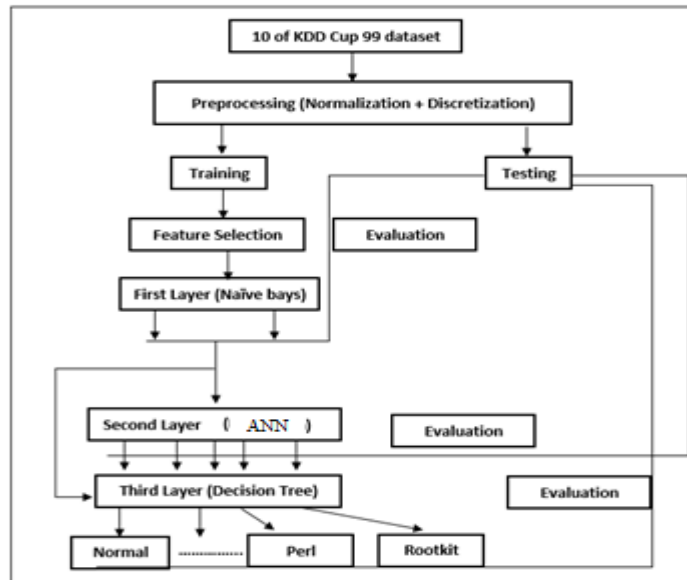 10 of KDD Cup 99 dataset
Preprocessing (Normalization + Discretization)
Training
Testing
Feature Selection
Evaluation
First Layer (Naïve bays)
Second Layer ( ANN )
Evaluation
Third Layer (Decision Tree)
Evaluation
Normal
...............
Perl
Rootkit